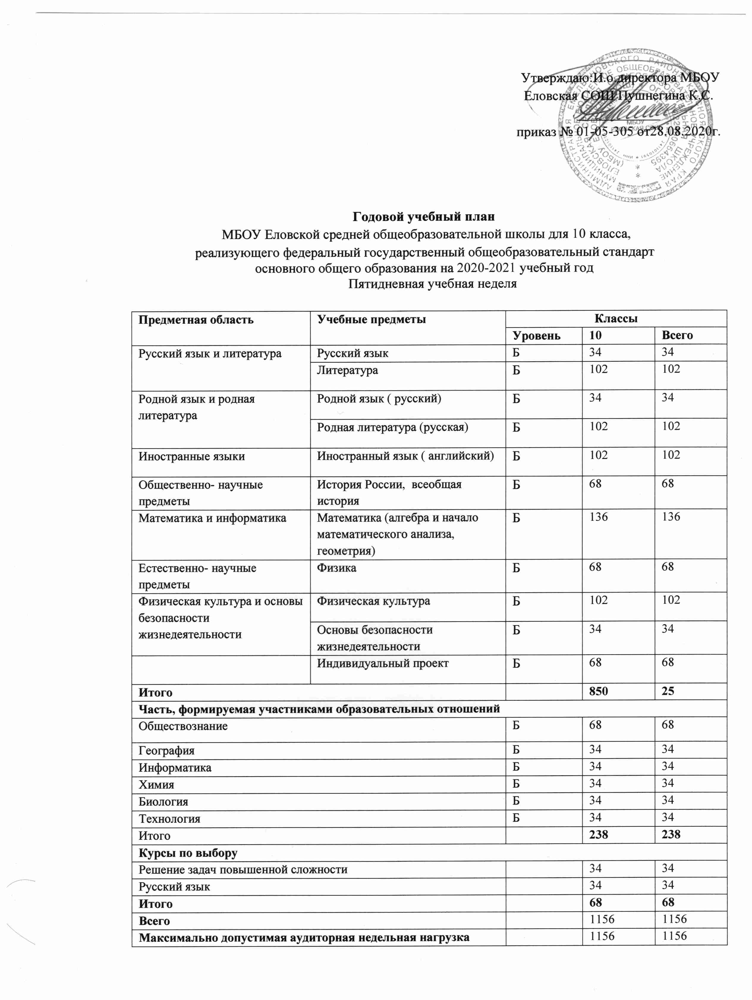 Утверждаю:И.о.директора МБОУ
Еловская СОШ Пушнегина К.С.
приказ № 01-05-305 от28.08.2020г.
МБОУ
ЕЛОВСКАЯ СОШ
Годовой учебный план
МБОУ Еловской средней общеобразовательной школы для 10 класса,
реализующего федеральный государственный общеобразовательный стандарт
основного общего образования на 2020-2021 учебный год
Пятидневная учебная неделя
Предметная область Учебные предметы Классы
Уровень 10 Всего
Русский язык и литература Русский язык Б 34 34
Литература Б 102 102
Родной язык и родная Родной язык ( русский) Б 34 34
литература
Родная литература (русская) Б 102 102
Иностранные языки Иностранный язык ( английский) Б 102 102
Общественно- научные История России, всеобщая Б 68 68
предметы история
Математика и информатика Математика (алгебра и начало Б 136 136
математического анализа,
геометрия)
Естественно- научные Физика Б 68 68
предметы
Физическая культура и основы Физическая культура Б 102 102
безопасности
жизнедеятельности Основы безопасности Б 34 34
жизнедеятельности
Индивидуальный проект Б 68 68
Итого 850 25
Часть, формируемая участниками образовательных отношений
Обществознание Б 68 68
География Б 34 34
Информатика Б 34 34
Химия Б 34 34
Биология Б 34 34
Технология Б 34 34
Итого 238 238
Курсы по выбору
Решение задач повышенной сложности 34 34
Русский язык 34 34
Итого 68 68
Всего 1156 1156
Максимально допустимая аудиторная недельная нагрузка 1156 1156